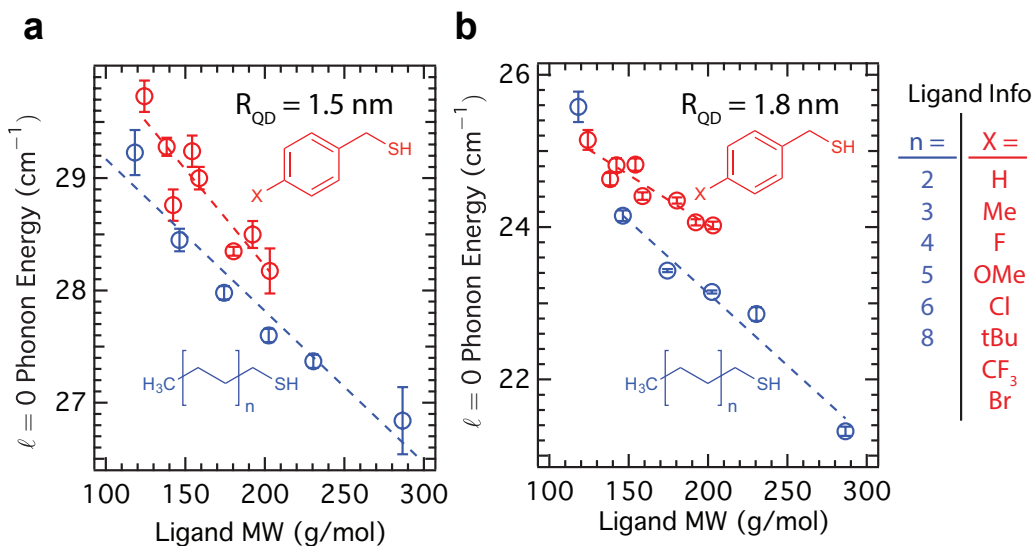 a
ℓ = 0 Phonon Energy (cm⁻¹)
29
28
27
R_QD = 1.5 nm
SH
X
H₃C
n
SH
100
150
200
250
300
Ligand MW (g/mol)
b
ℓ = 0 Phonon Energy (cm⁻¹)
26
24
22
R_QD = 1.8 nm
SH
X
H₃C
n
SH
100
150
200
250
300
Ligand MW (g/mol)
Ligand Info
n = X =
2 H
3 Me
4 F
5 OMe
6 Cl
8 tBu
CF₃
Br